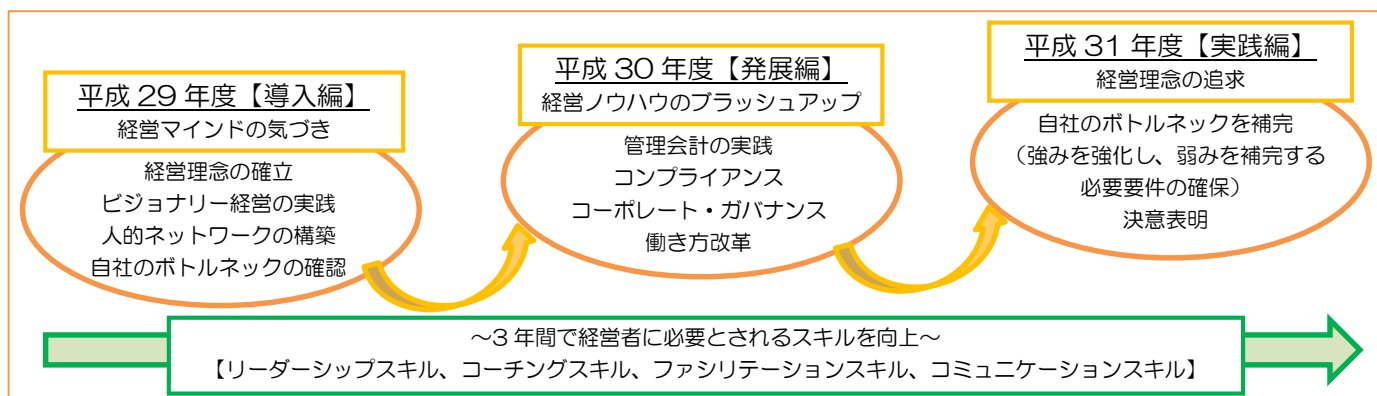 平成 29 年度【導入編】
経営マインドの気づき
経営理念の確立
ビジョナリー経営の実践
人的ネットワークの構築
自社のボトルネックの確認
平成 30 年度【発展編】
経営ノウハウのブラッシュアップ
管理会計の実践
コンプライアンス
コーポレート・ガバナンス
働き方改革
平成 31 年度【実践編】
経営理念の追求
自社のボトルネックを補完
（強みを強化し、弱みを補完する
必要要件の確保）
決意表明
～3 年間で経営者に必要とされるスキルを向上～
【リーダーシップスキル、コーチングスキル、ファシリテーションスキル、コミュニケーションスキル】